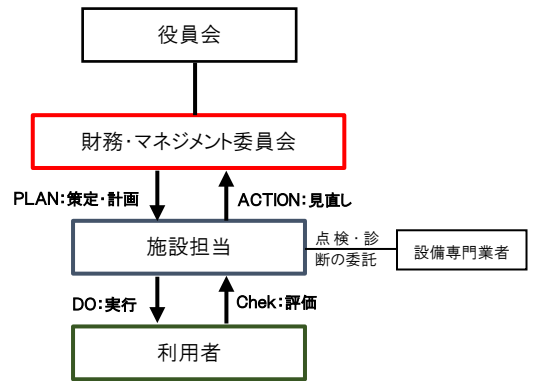 役員会
財務・マネジメント委員会
PLAN：策定・計画
ACTION：見直し
施設担当
点検・診
断の委託
設備専門業者
DO：実行
Chek：評価
利用者